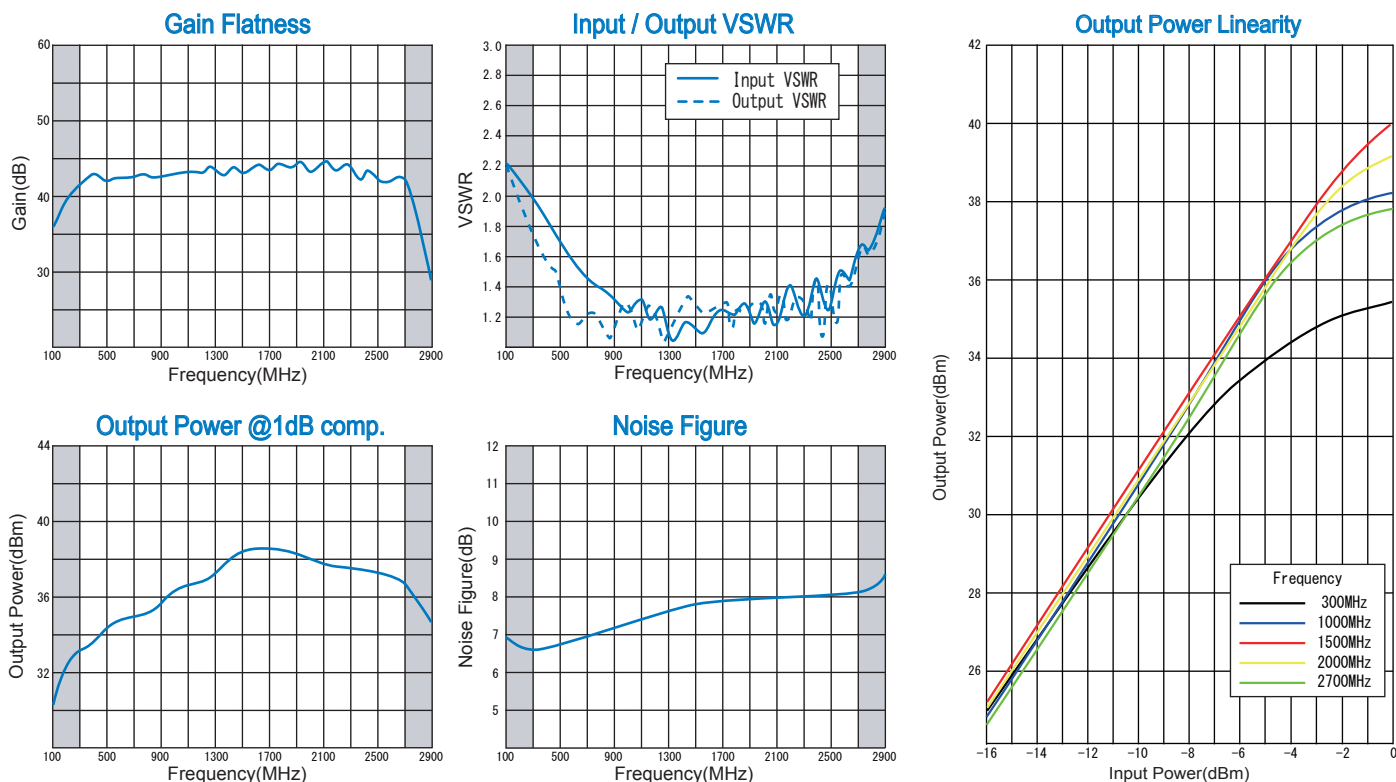 Gain Flatness
60
50
40
30
Gain(dB)
100 500 900 1300 1700 2100 2500 2900
Frequency(MHz)
Input / Output VSWR
3.0
2.8
2.6
2.4
2.2
2.0
1.8
1.6
1.4
1.2
VSWR
Input VSWR
Output VSWR
100 500 900 1300 1700 2100 2500 2900
Frequency(MHz)
Output Power @1dB comp.
44
40
36
32
Output Power(dBm)
100 500 900 1300 1700 2100 2500 2900
Frequency(MHz)
Noise Figure
12
11
10
9
8
7
6
5
Noise Figure(dB)
100 500 900 1300 1700 2100 2500 2900
Frequency(MHz)
Output Power Linearity
42
40
38
36
34
32
30
28
26
Output Power(dBm)
Frequency
300MHz
1000MHz
1500MHz
2000MHz
2700MHz
-16 -14 -12 -10 -8 -6 -4 -2 0
Input Power(dBm)